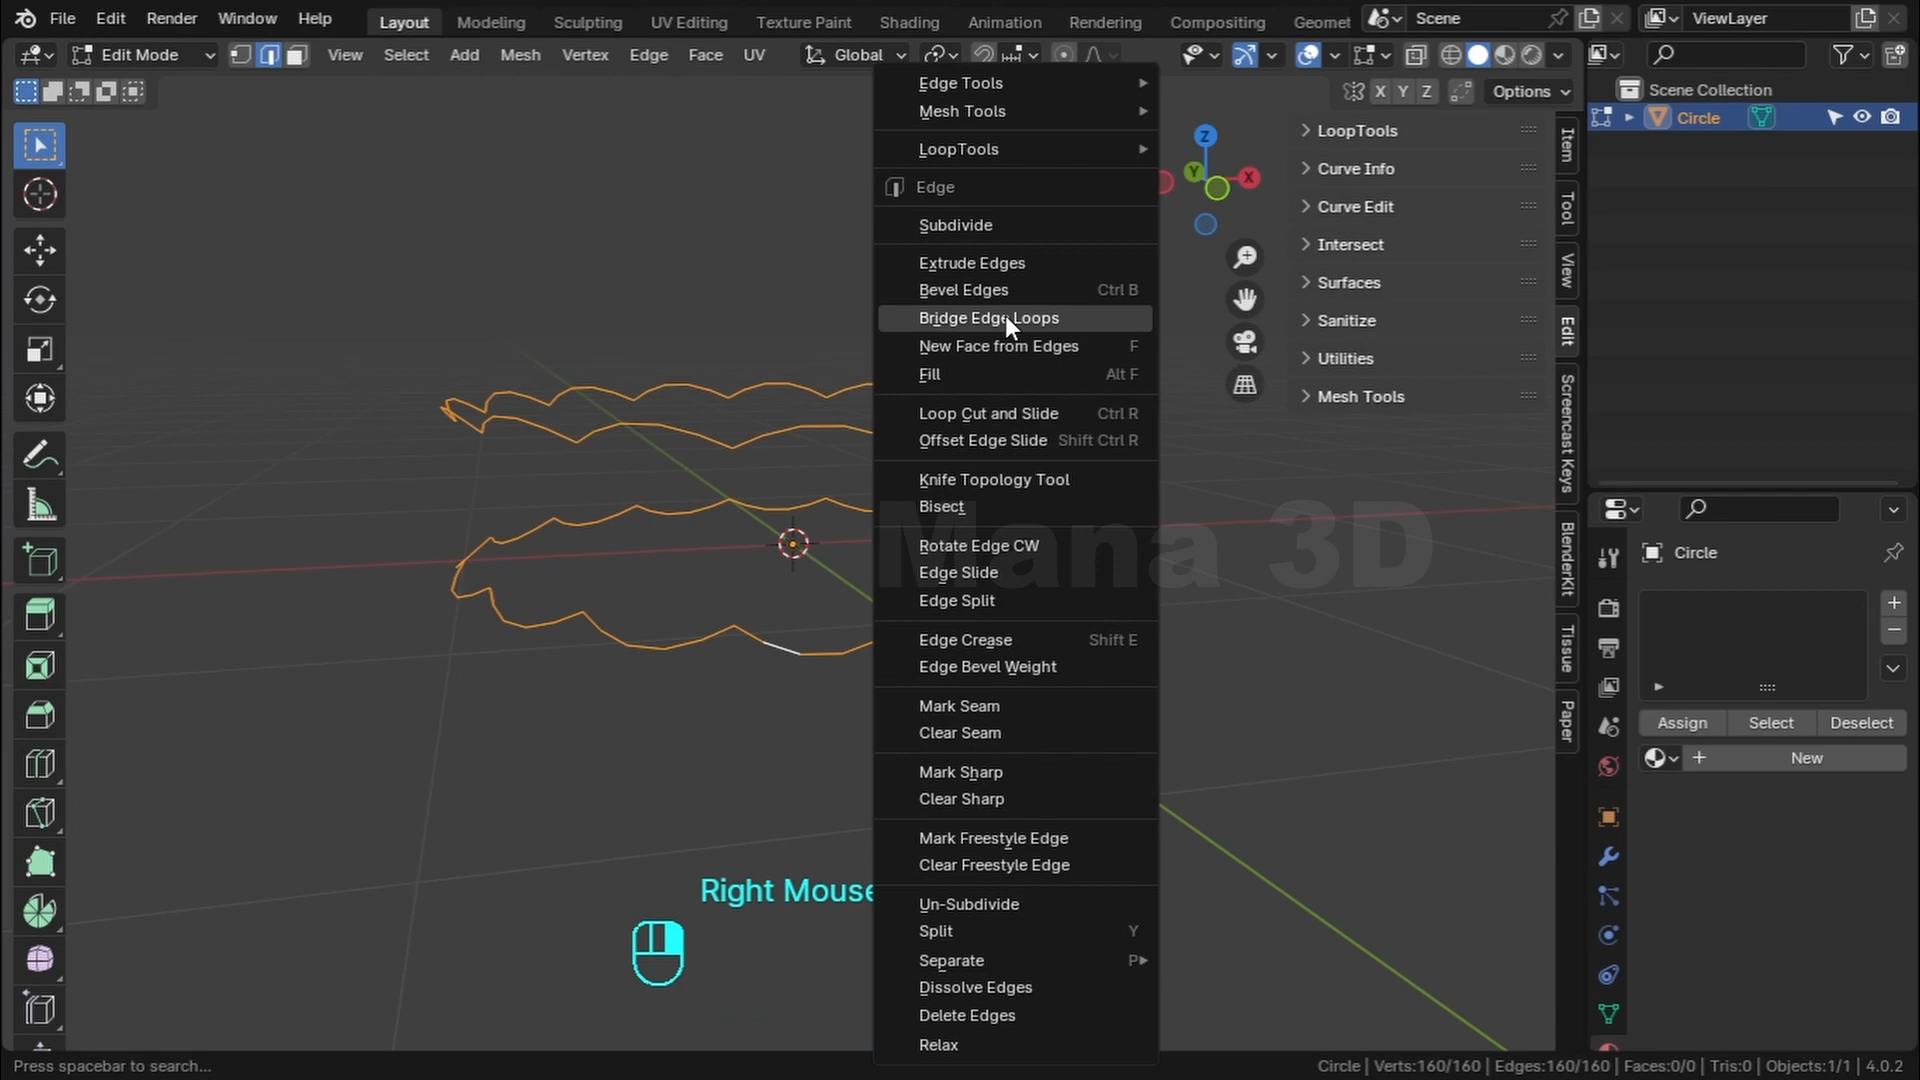 File Edit Render Window Help Layout Modeling Sculpting UV Editing Texture Paint Shading Animation Rendering Compositing Geomet Scene ViewLayer
Edit Mode View Select Add Mesh Vertex Edge Face UV Global
X Y Z Options
Edge Tools
Mesh Tools
LoopTools
Edge
Subdivide
Extrude Edges
Bevel Edges Ctrl B
Bridge Edge Loops
New Face from Edges F
Fill Alt F
Loop Cut and Slide Ctrl R
Offset Edge Slide Shift Ctrl R
Knife Topology Tool
Bisect
Rotate Edge CW
Edge Slide
Edge Split
Edge Crease Shift E
Edge Bevel Weight
Mark Seam
Clear Seam
Mark Sharp
Clear Sharp
Mark Freestyle Edge
Clear Freestyle Edge
Un-Subdivide
Split Y
Separate P
Dissolve Edges
Delete Edges
Relax
Mana 3D
Right Mouse
Z
Y
X
LoopTools
Curve Info
Curve Edit
Intersect
Surfaces
Sanitize
Utilities
Mesh Tools
Item
Tool
View
Edit
Screencast Keys
BlenderKit
Tissue
Paper
Scene Collection
Circle
Circle
Assign Select Deselect
New
Press spacebar to search...
Circle | Verts:160/160 | Edges:160/160 | Faces:0/0 | Tris:0 | Objects:1/1 | 4.0.2